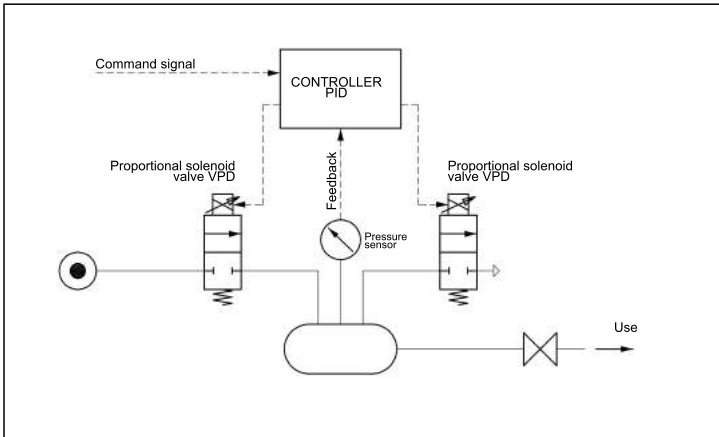 Command signal
CONTROLLER
PID
Proportional solenoid
valve VPD
Feedback
Proportional solenoid
valve VPD
Pressure
sensor
Use